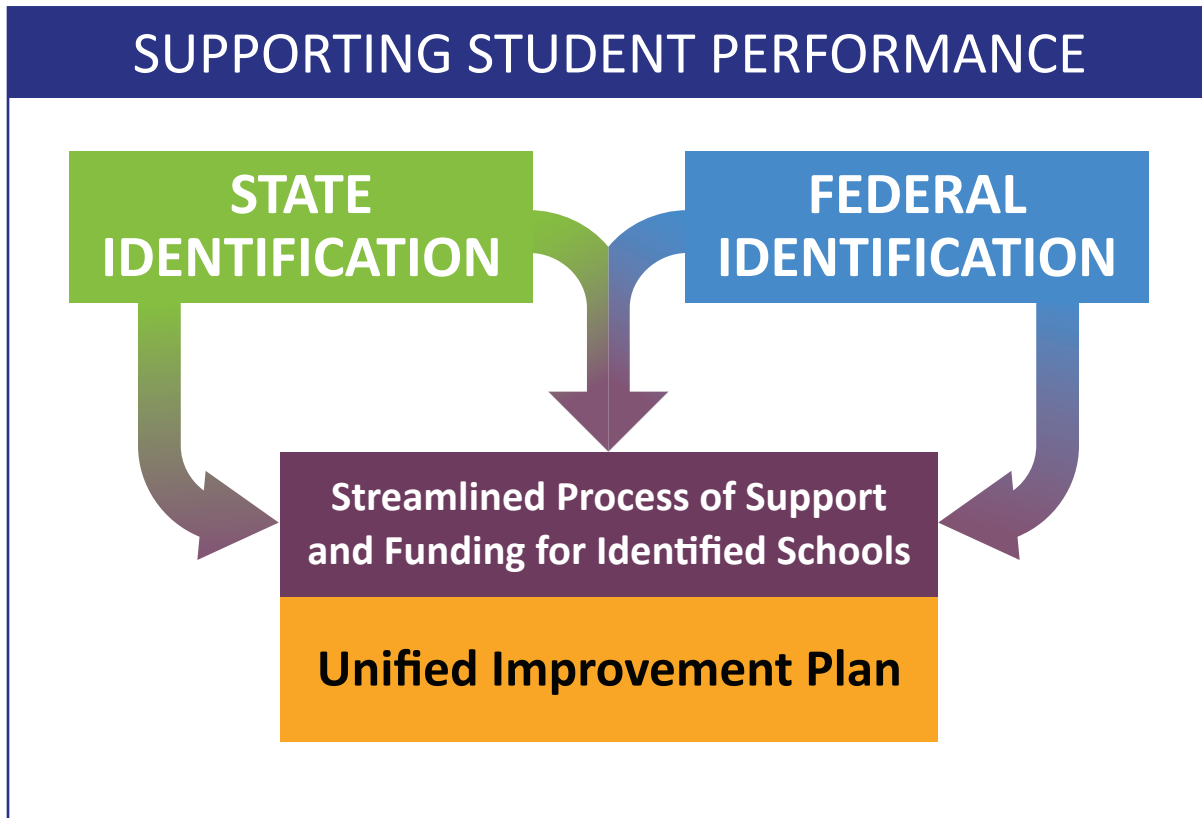 SUPPORTING STUDENT PERFORMANCE
STATE
IDENTIFICATION
FEDERAL
IDENTIFICATION
Streamlined Process of Support
and Funding for Identified Schools
Unified Improvement Plan